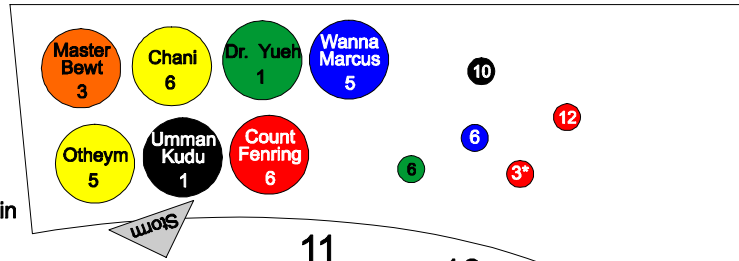 Master
Bewt
3
Chani
6
Dr. Yueh
1
Wanna
Marcus
5
10
12
6
6
3*
Otheym
5
Umman
Kudu
1
Count
Fenring
6
in
Storm
11